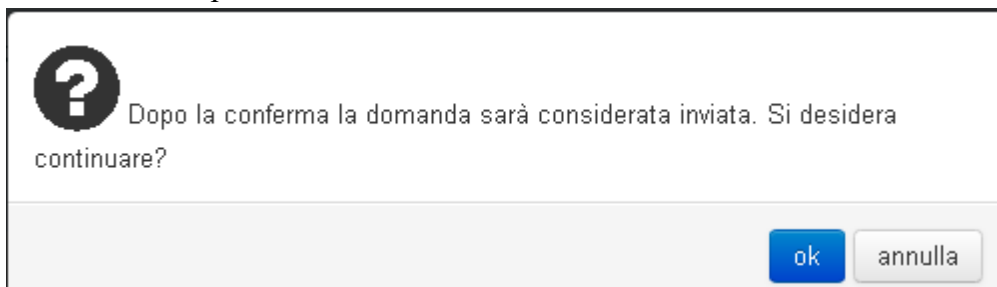 Dopo la conferma la domanda sarà considerata inviata. Si desidera
continuare?
ok annulla